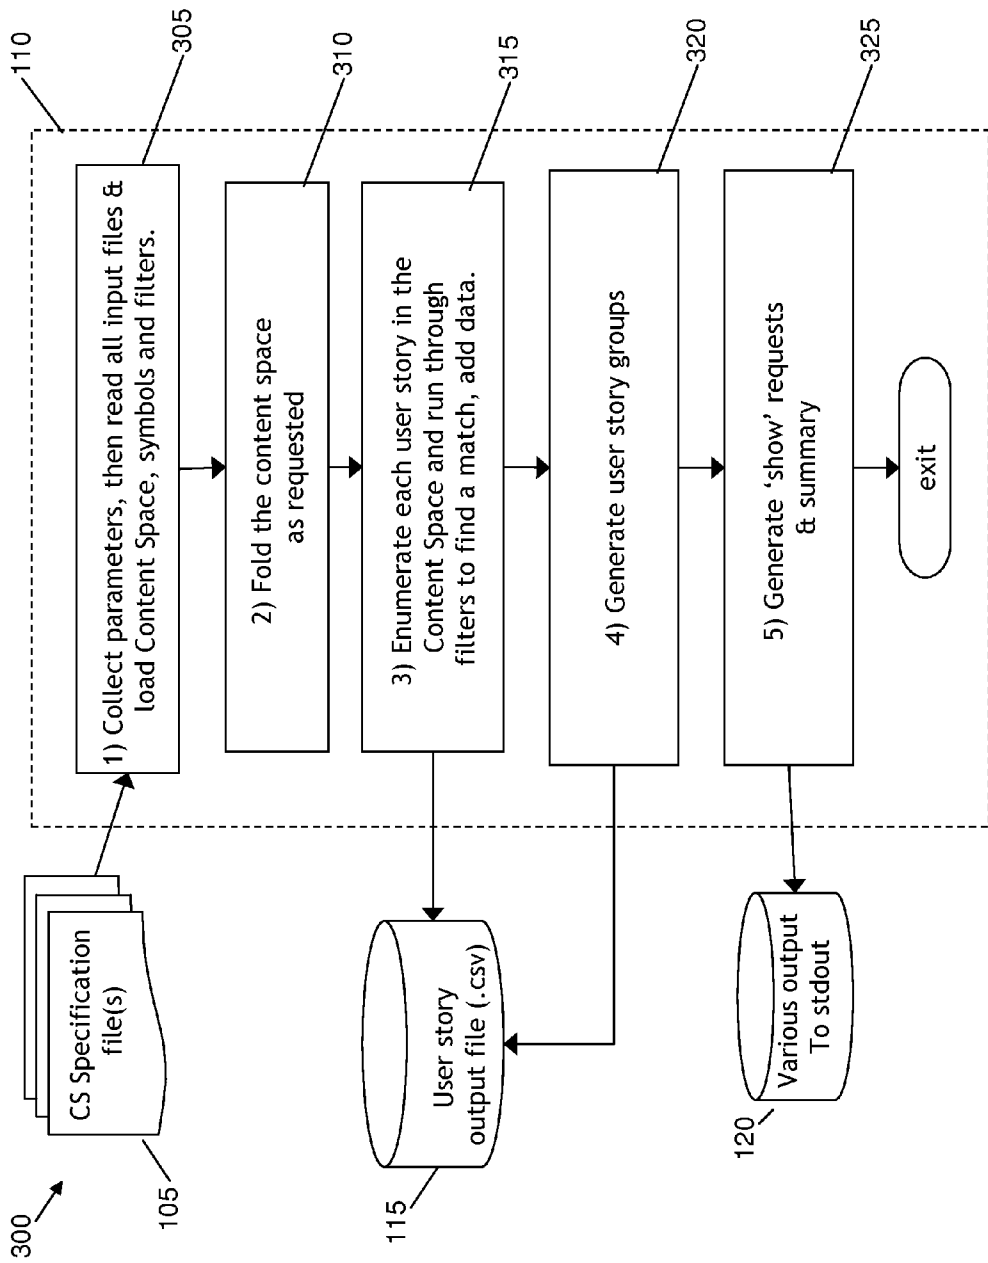 300
105
CS Specification
file(s)
110
1) Collect parameters, then read all input files &
load Content Space, symbols and filters.
305
2) Fold the content space
as requested
310
3) Enumerate each user story in the
Content Space and run through
filters to find a match, add data.
315
115
User story
output file (.csv)
4) Generate user story groups
320
120
Various output
To stdout
5) Generate ‘show’ requests
& summary
325
exit